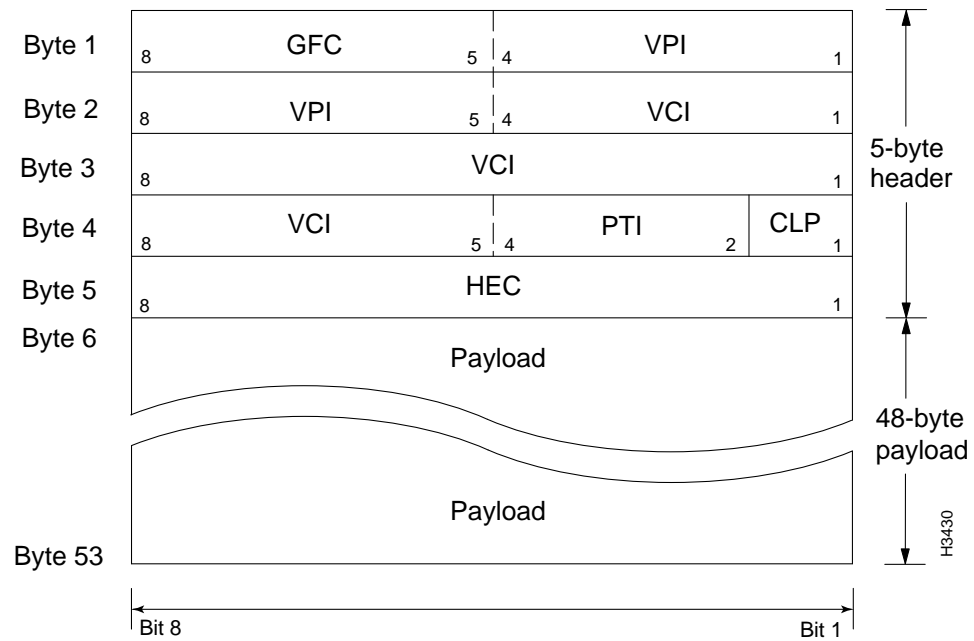 Byte 1 8 GFC 5 4 VPI 1
Byte 2 8 VPI 5 4 VCI 1
Byte 3 8 VCI 1
5-byte
header
Byte 4 8 VCI 5 4 PTI 2 CLP 1
Byte 5 8 HEC 1
Byte 6
Payload
48-byte
payload
Payload
H3430
Byte 53
Bit 8 Bit 1